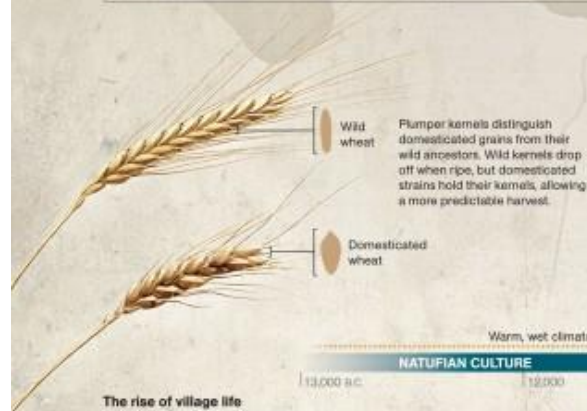 Wild
wheat
Plumper kernels distinguish
domesticated grains from their
wild ancestors. Wild kernels drop
off when ripe, but domesticated
strains hold their kernels, allowing
a more predictable harvest.
Domesticated
wheat
Warm, wet climat
NATUFIAN CULTURE
13,000 B.C.
12,000
The rise of village life